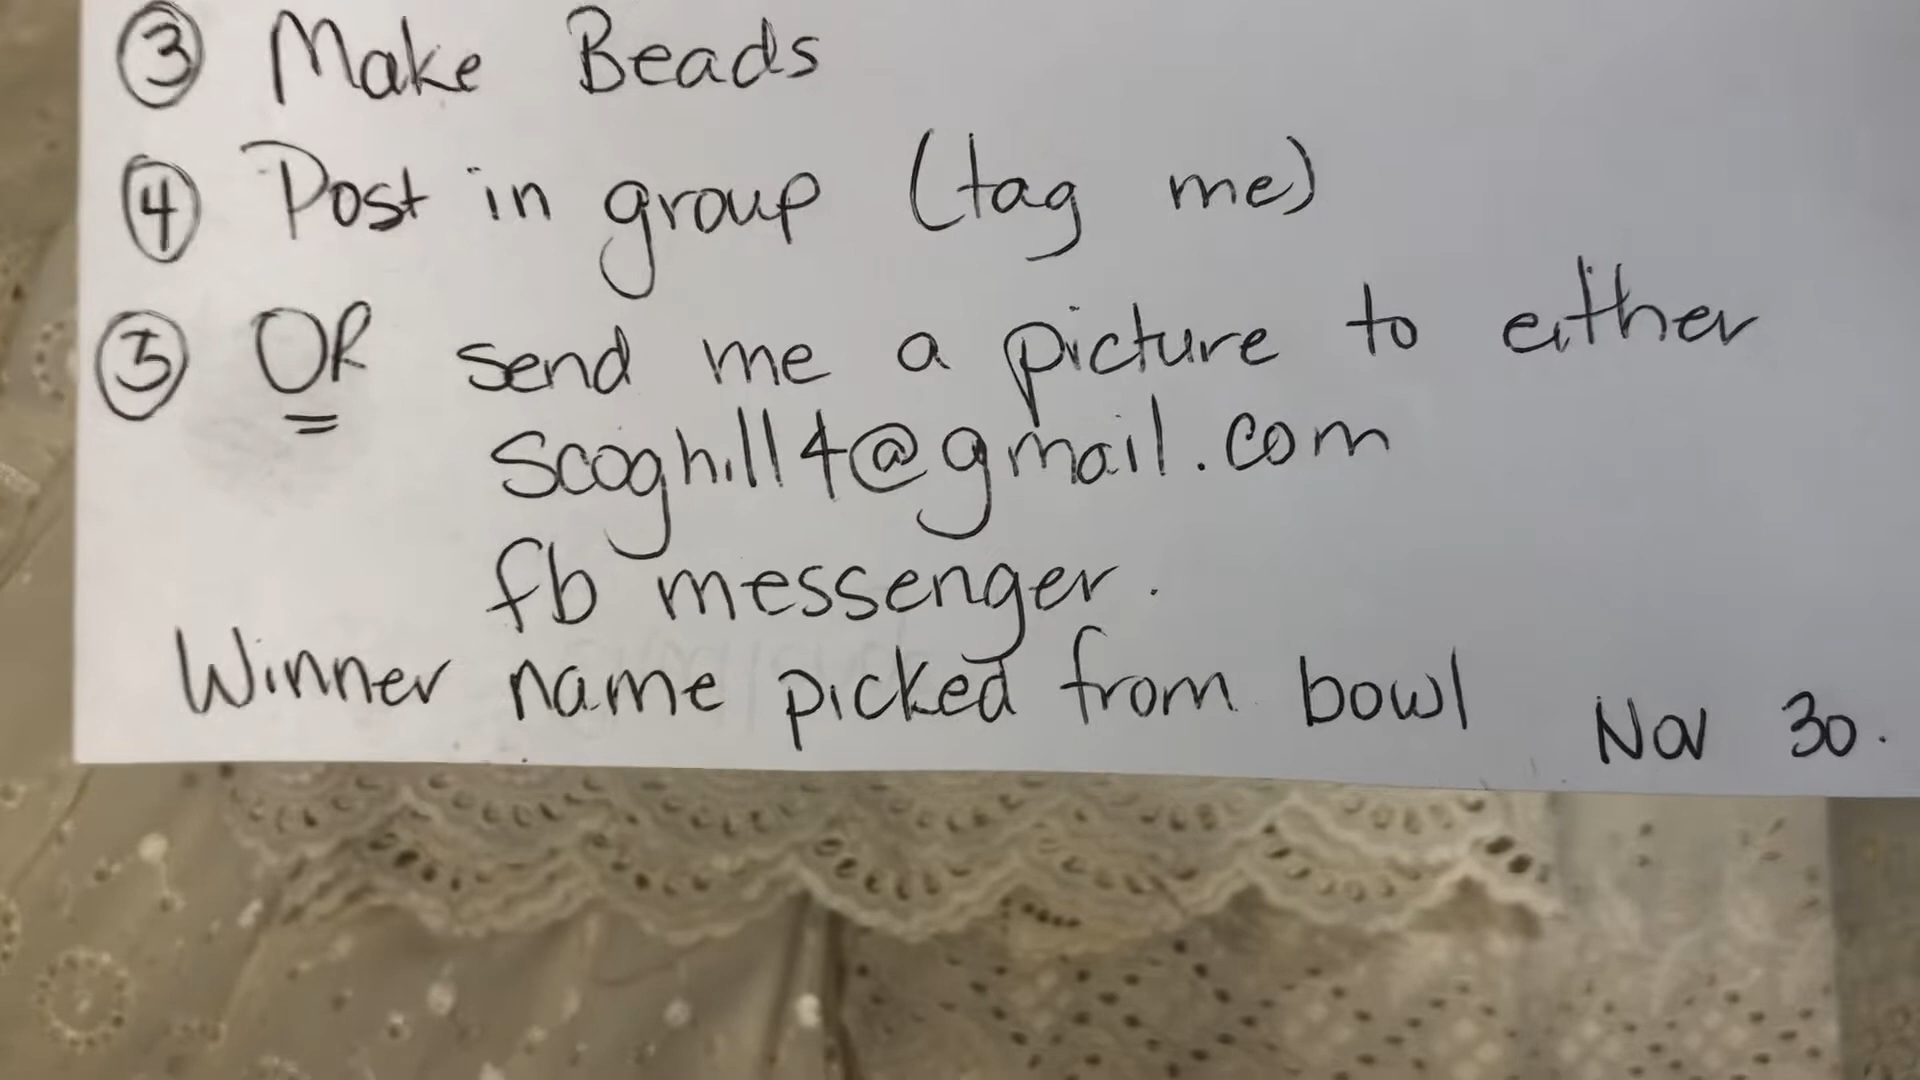 ③ Make Beads
④ Post in group (tag me)
⑤ OR send me a picture to either
scoghill4@gmail.com
fb messenger.
Winner name picked from bowl Nov 30.